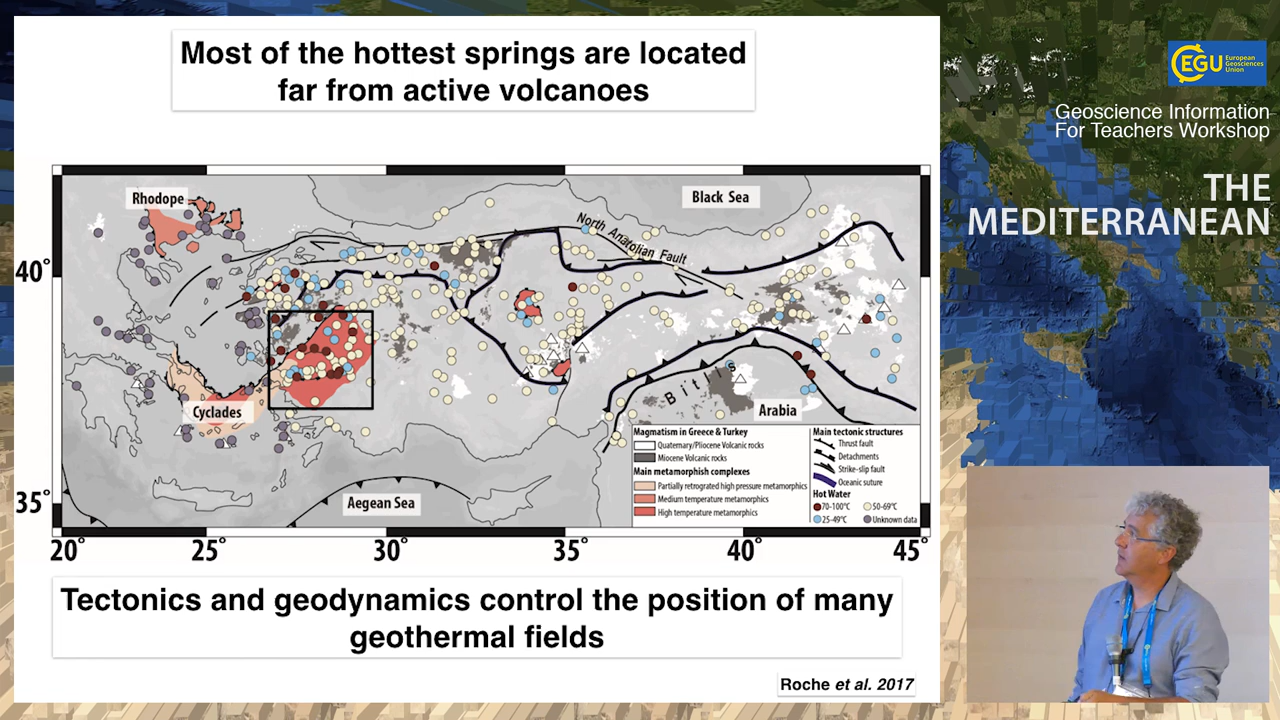 Most of the hottest springs are located
far from active volcanoes
EGU European
Geosciences
Union
Geoscience Information
For Teachers Workshop
THE
MEDITERRANEAN
Rhodope
Black Sea
North Anatolian Fault
40°
Cyclades
Bitlis
Arabia
Aegean Sea
35°
Magmatism in Greece & Turkey
Quaternary/Pliocene Volcanic rocks
Miocene Volcanic rocks
Main metamorphish complexes
Partially retrograted high pressure metamorphics
Medium temperature metamorphics
High temperature metamorphics
Main tectonic structures
Thrust fault
Detachments
Strike-slip fault
Oceanic suture
Hot Water
70-100°C
50-69°C
25-49°C
Unknown data
20° 25° 30° 35° 40° 45°
Tectonics and geodynamics control the position of many
geothermal fields
Roche et al. 2017